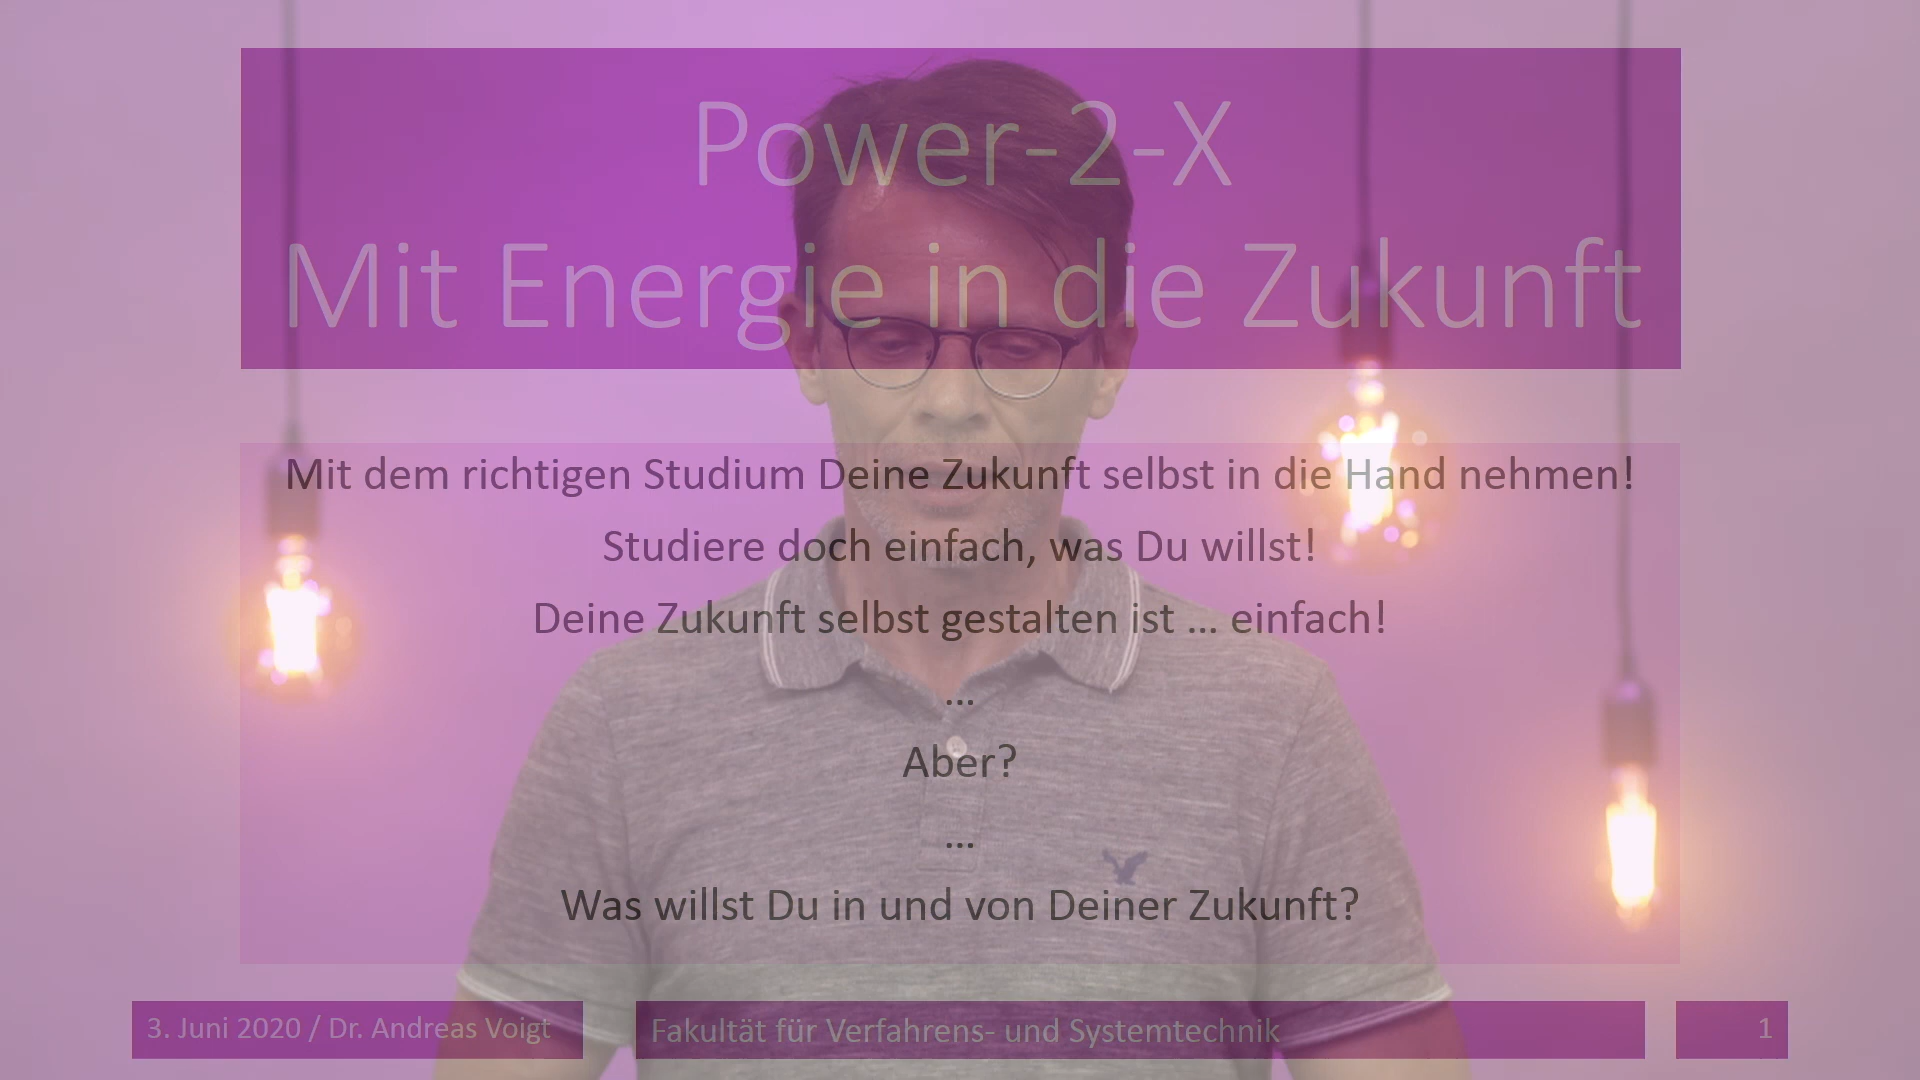 Power-2-X
Mit Energie in die Zukunft
Mit dem richtigen Studium Deine Zukunft selbst in die Hand nehmen!
Studiere doch einfach, was Du willst!
Deine Zukunft selbst gestalten ist ... einfach!
...
Aber?
...
Was willst Du in und von Deiner Zukunft?
3. Juni 2020 / Dr. Andreas Voigt
Fakultät für Verfahrens- und Systemtechnik
1